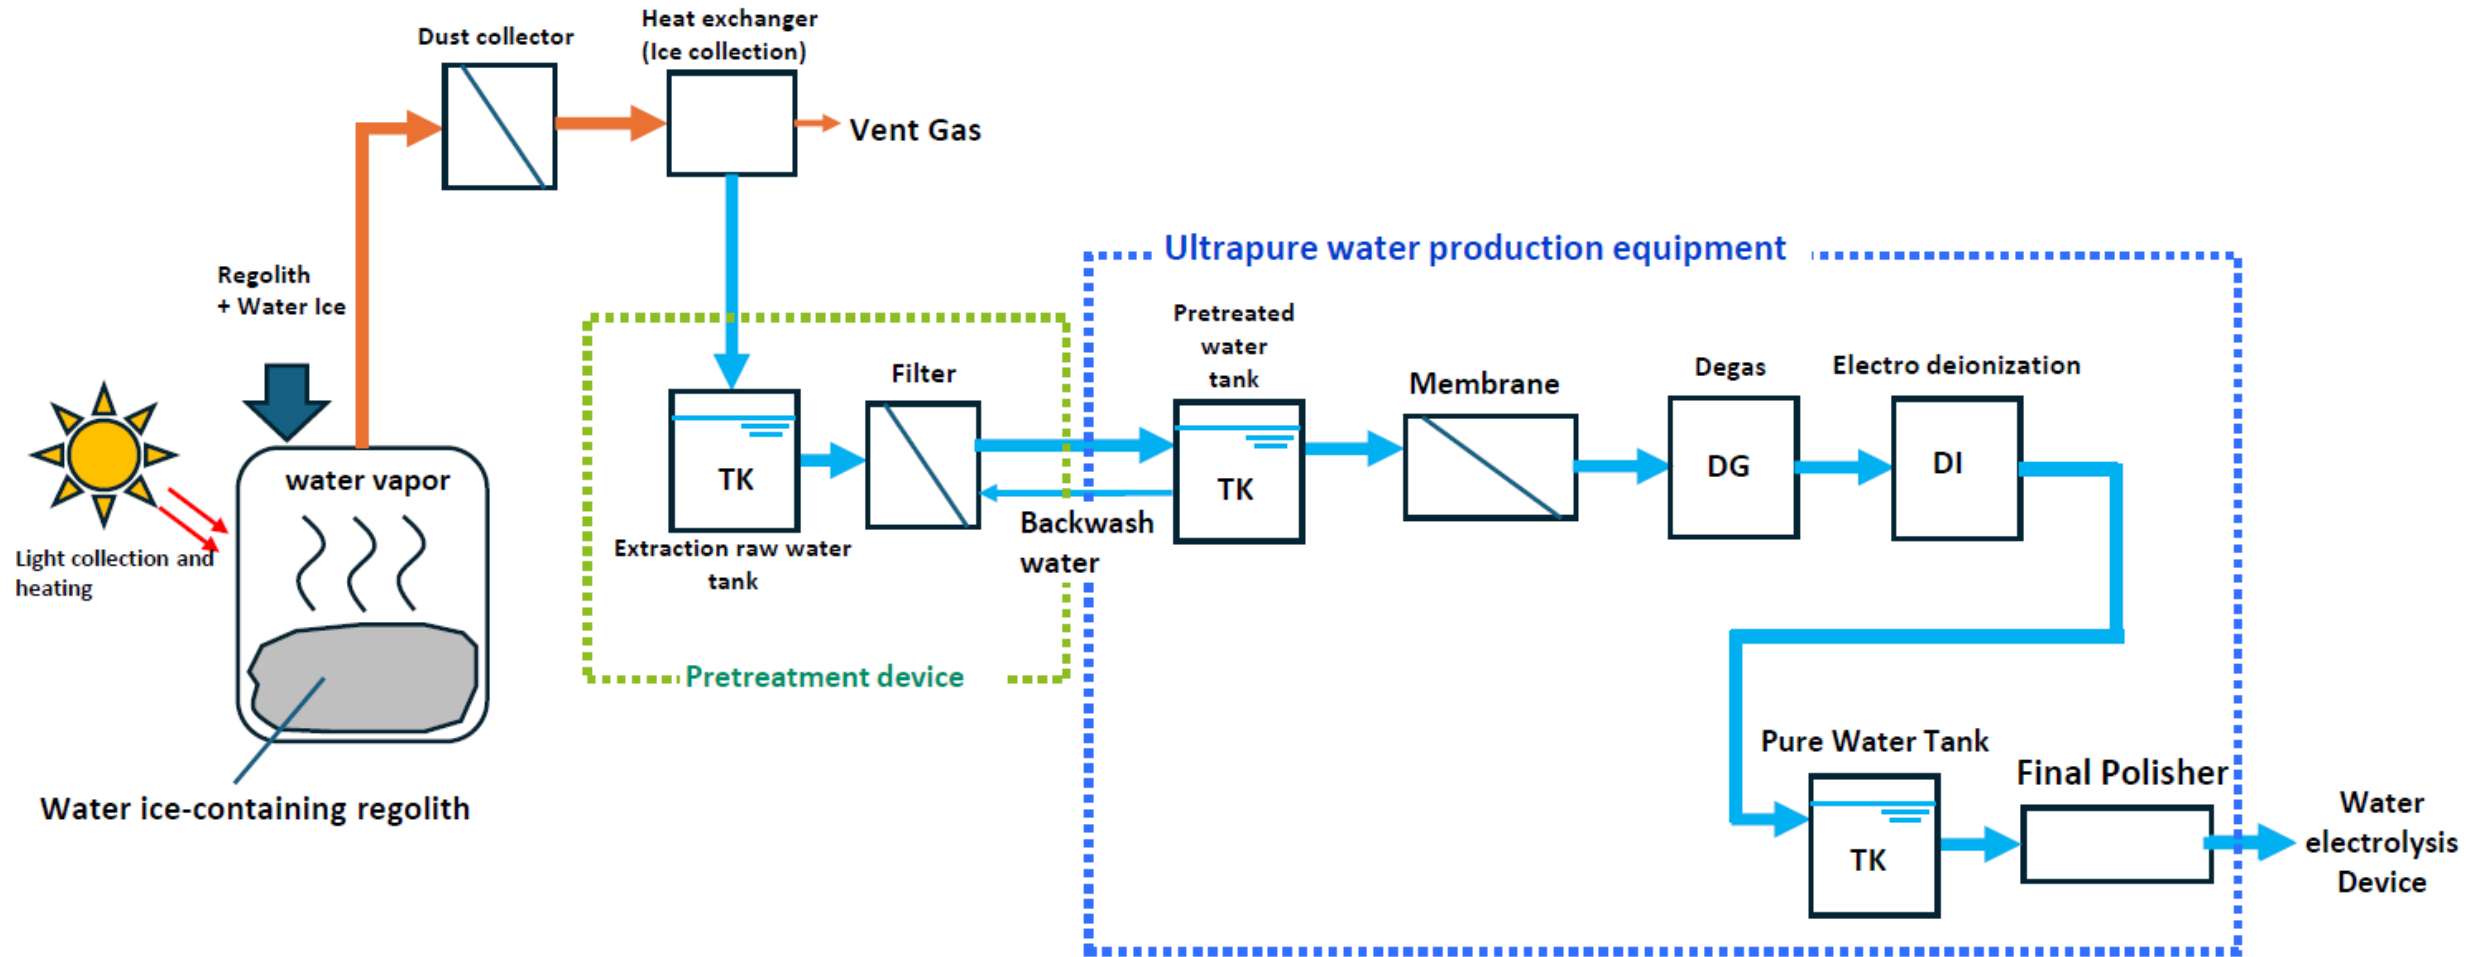 Dust collector
Heat exchanger
(Ice collection)
Vent Gas
Regolith
+ Water Ice
Light collection and
heating
water vapor
Water ice-containing regolith
Ultrapure water production equipment
Filter
TK
Extraction raw water
tank
Backwash
water
Pretreatment device
Pretreated
water
tank
TK
Membrane
Degas
DG
Electro deionization
DI
Pure Water Tank
TK
Final Polisher
Water
electrolysis
Device